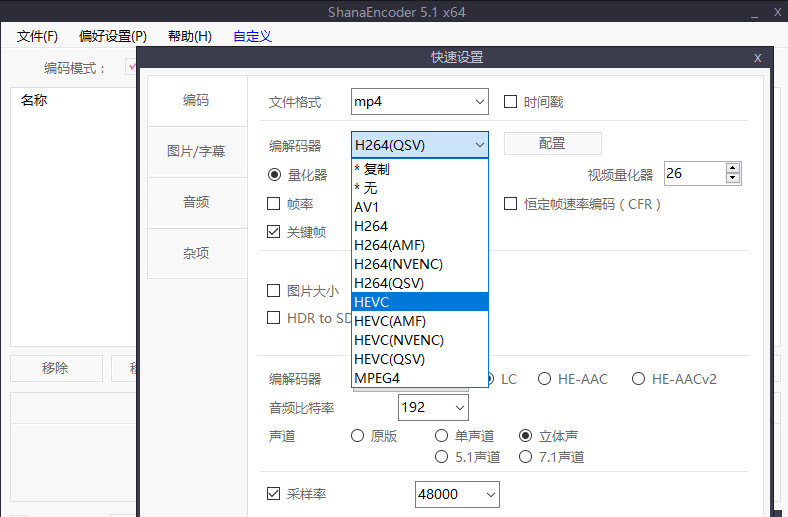 ShanaEncoder 5.1 x64
文件(F) 偏好设置(P) 帮助(H) 自定义
编码模式：
快速设置
名称
编码
文件格式 mp4 时间戳
图片/字幕
编解码器 H264(QSV) 配置
* 复制
量化器 视频量化器 26
* 无
音频
帧率 AV1 恒定帧速率编码（CFR）
H264
关键帧
H264(AMF)
杂项
H264(NVENC)
H264(QSV)
图片大小
HEVC
HDR to SD
HEVC(AMF)
HEVC(NVENC)
HEVC(QSV)
移除
MPEG4
编解码器 LC HE-AAC HE-AACv2
音频比特率 192
声道 原版 单声道 立体声
5.1声道 7.1声道
采样率 48000